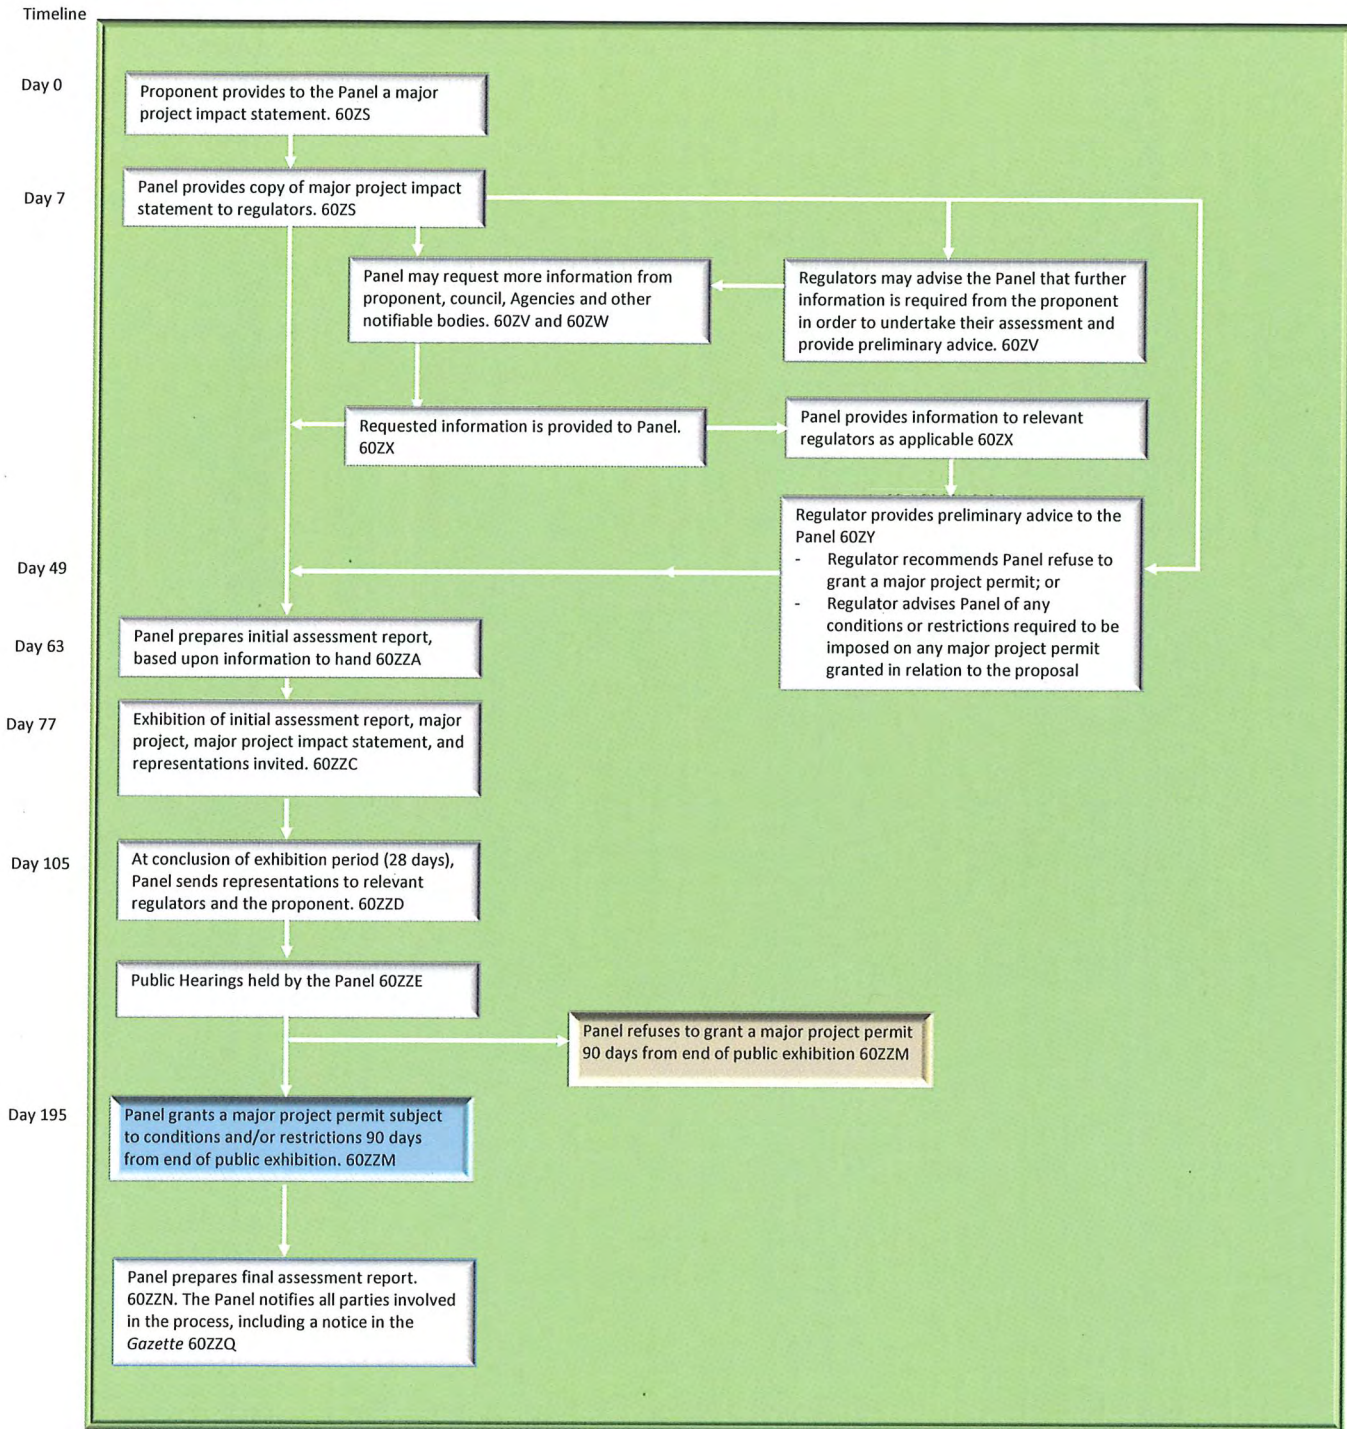 Timeline
Day 0
Proponent provides to the Panel a major
project impact statement. 60ZS
Day 7
Panel provides copy of major project impact
statement to regulators. 60ZS
Panel may request more information from
proponent, council, Agencies and other
notifiable bodies. 60ZV and 60ZW
Regulators may advise the Panel that further
information is required from the proponent
in order to undertake their assessment and
provide preliminary advice. 60ZV
Requested information is provided to Panel.
60ZX
Panel provides information to relevant
regulators as applicable 60ZX
Regulator provides preliminary advice to the
Panel 60ZY
- Regulator recommends Panel refuse to
grant a major project permit; or
- Regulator advises Panel of any
conditions or restrictions required to be
imposed on any major project permit
granted in relation to the proposal
Day 49
Day 63
Panel prepares initial assessment report,
based upon information to hand 60ZZA
Day 77
Exhibition of initial assessment report, major
project, major project impact statement, and
representations invited. 60ZZC
Day 105
At conclusion of exhibition period (28 days),
Panel sends representations to relevant
regulators and the proponent. 60ZZD
Public Hearings held by the Panel 60ZZE
Panel refuses to grant a major project permit
90 days from end of public exhibition 60ZZM
Day 195
Panel grants a major project permit subject
to conditions and/or restrictions 90 days
from end of public exhibition. 60ZZM
Panel prepares final assessment report.
60ZZN. The Panel notifies all parties involved
in the process, including a notice in the
Gazette 60ZZQ